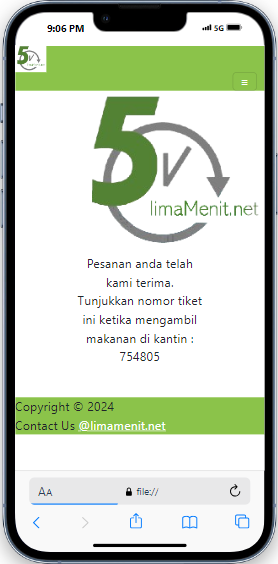 9:06 PM
5G
5
limaMenit.net
Pesanan anda telah
kami terima.
Tunjukkan nomor tiket
ini ketika mengambil
makanan di kantin :
754805
Copyright © 2024
Contact Us @limamenit.net
AA
file://